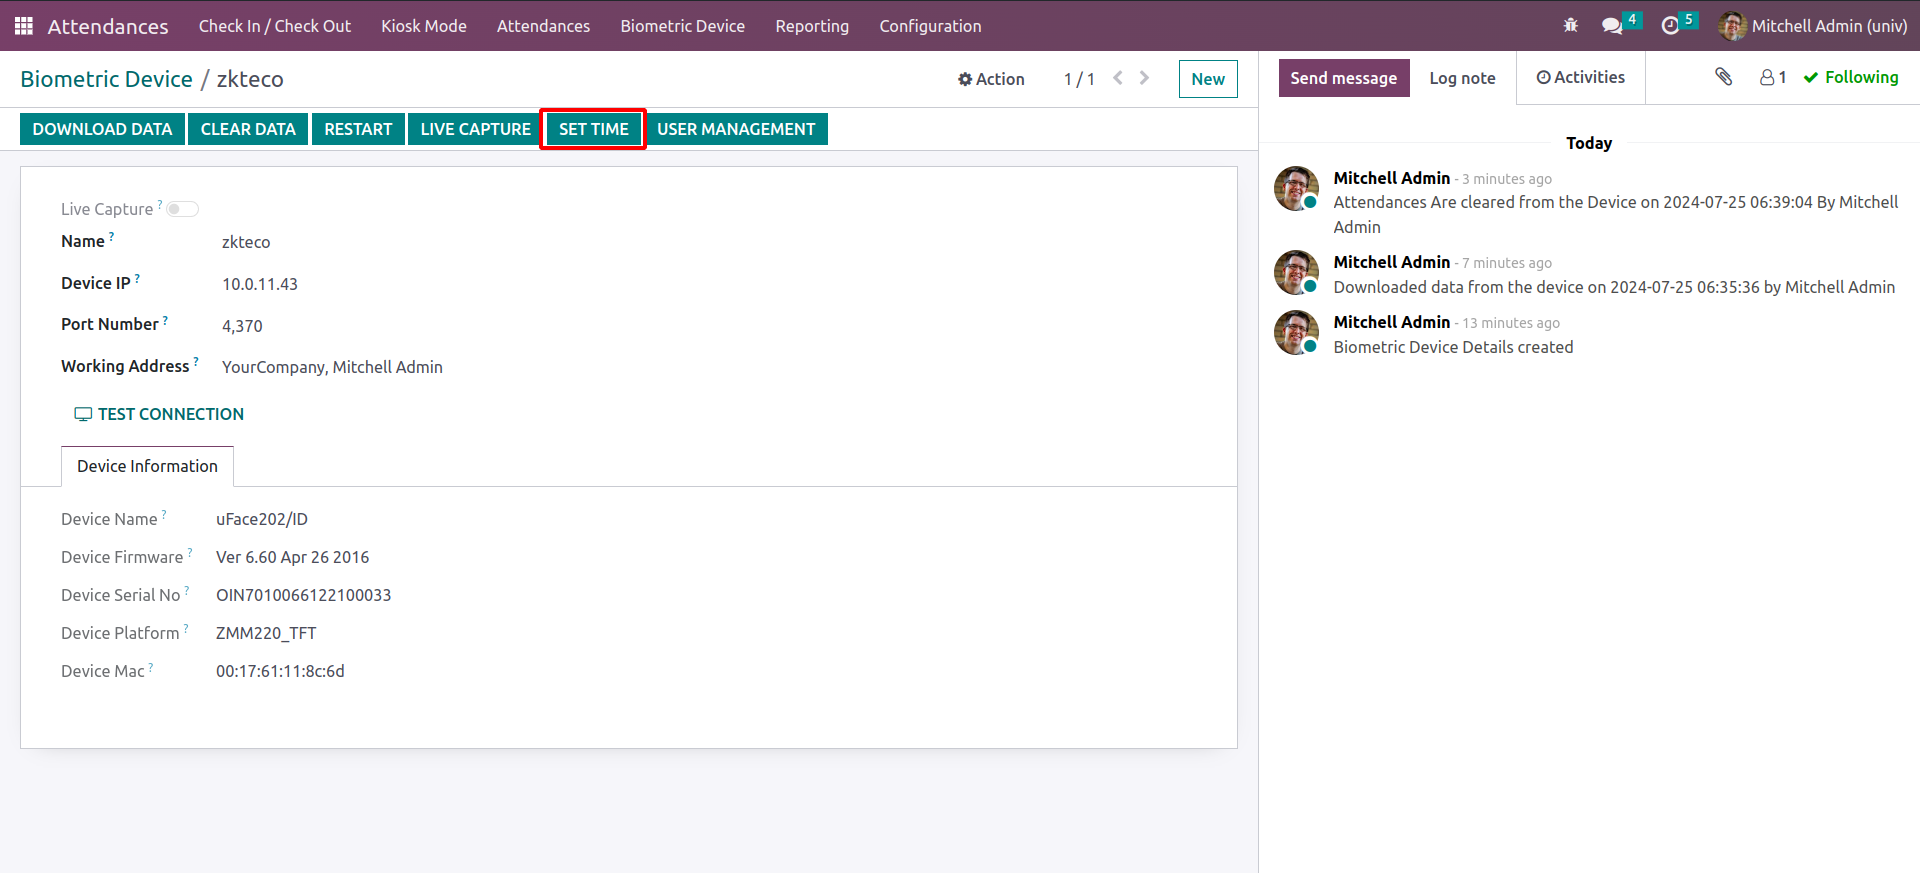 Attendances Check In / Check Out Kiosk Mode Attendances Biometric Device Reporting Configuration 4 5 Mitchell Admin (univ)
Biometric Device / zkteco Action 1 / 1 New
DOWNLOAD DATA CLEAR DATA RESTART LIVE CAPTURE SET TIME USER MANAGEMENT
Live Capture ?
Name ? zkteco
Device IP ? 10.0.11.43
Port Number ? 4,370
Working Address ? YourCompany, Mitchell Admin
TEST CONNECTION
Device Information
Device Name ? uFace202/ID
Device Firmware ? Ver 6.60 Apr 26 2016
Device Serial No ? OIN7010066122100033
Device Platform ? ZMM220_TFT
Device Mac ? 00:17:61:11:8c:6d
Send message Log note Activities 1 Following
Today
Mitchell Admin - 3 minutes ago
Attendances Are cleared from the Device on 2024-07-25 06:39:04 By Mitchell
Admin
Mitchell Admin - 7 minutes ago
Downloaded data from the device on 2024-07-25 06:35:36 by Mitchell Admin
Mitchell Admin - 13 minutes ago
Biometric Device Details created